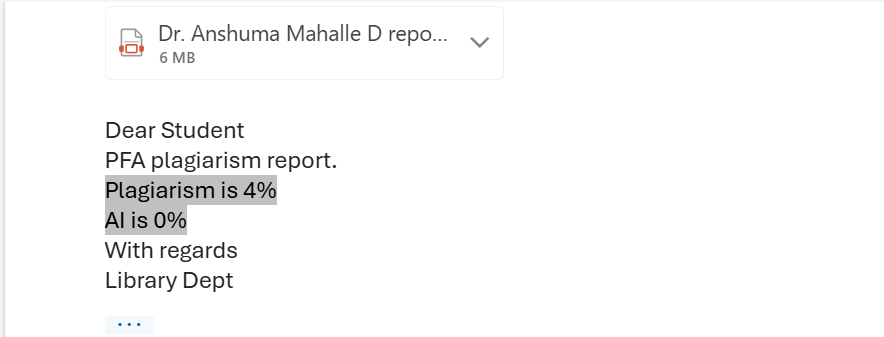 Dr. Anshuma Mahalle D repo...
6 MB
Dear Student
PFA plagiarism report.
Plagiarism is 4%
AI is 0%
With regards
Library Dept
...